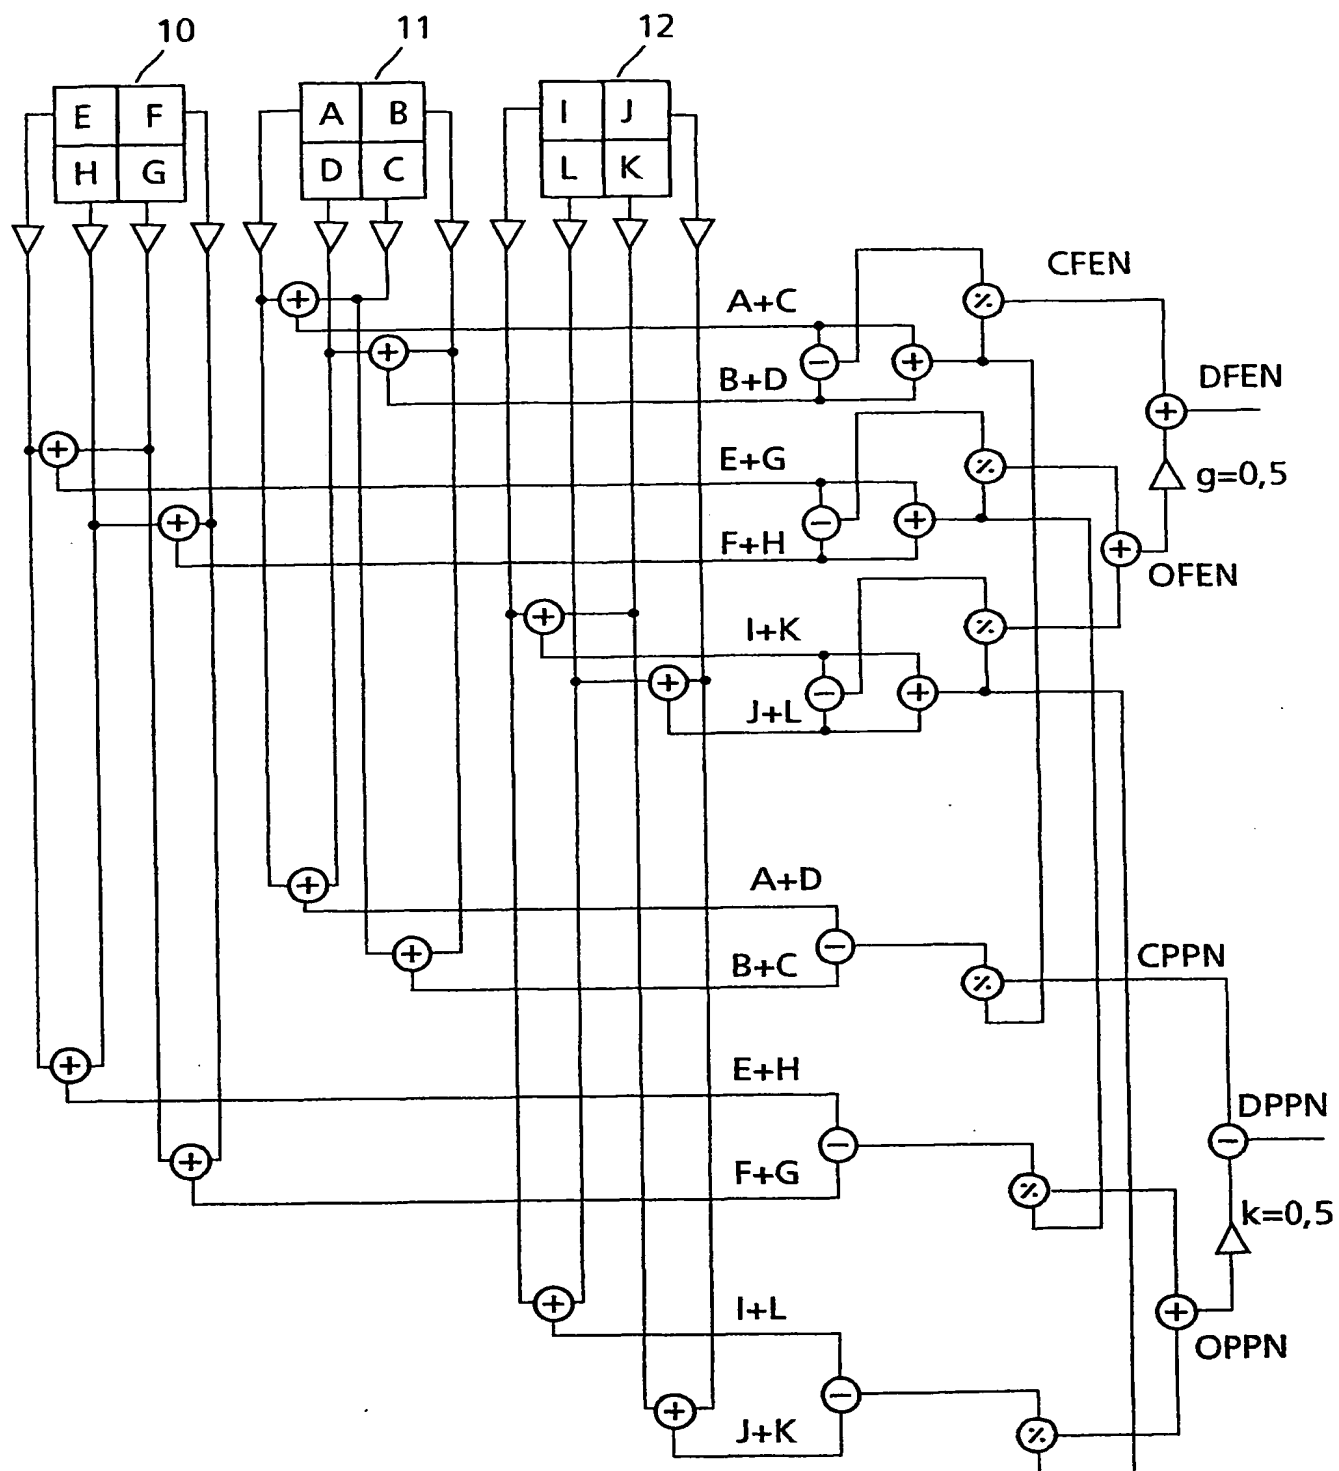 10 11 12
E F
H G
A B
D C
I J
L K
CFEN
A+C
B+D
DFEN
E+G
g=0,5
F+H
OFEN
I+K
J+L
A+D
B+C
CPPN
E+H
DPPN
F+G
k=0,5
I+L
OPPN
J+K